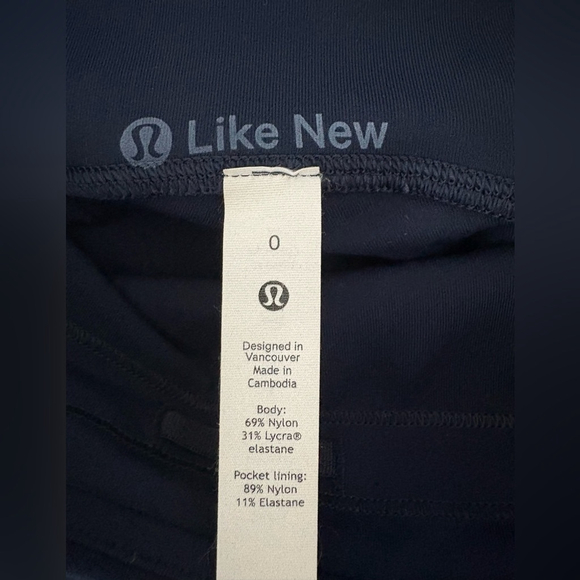 Like New
0
Designed in
Vancouver
Made in
Cambodia
Body:
69% Nylon
31% Lycra®
elastane
Pocket lining:
89% Nylon
11% Elastane